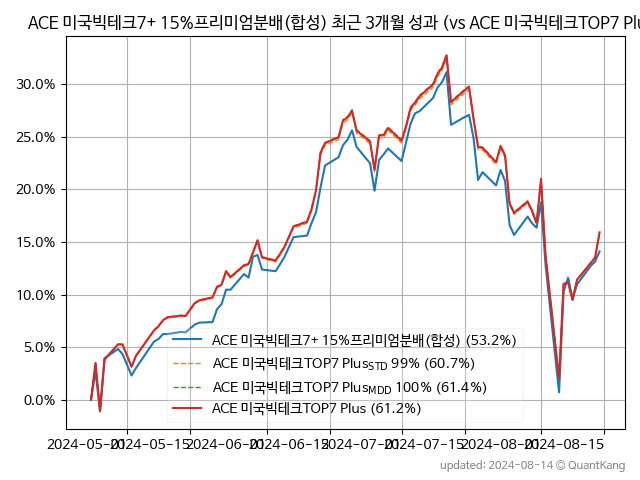 ACE 미국빅테크7+ 15%프리미엄분배(합성) 최근 3개월 성과 (vs ACE 미국빅테크TOP7 Plu
30.0%
25.0%
20.0%
15.0%
10.0%
5.0%
0.0%
ACE 미국빅테크7+ 15%프리미엄분배(합성) (53.2%)
ACE 미국빅테크TOP7 PlusSTD 99% (60.7%)
ACE 미국빅테크TOP7 PlusMDD 100% (61.4%)
ACE 미국빅테크TOP7 Plus (61.2%)
2024-05-01 2024-05-15 2024-06-01 2024-06-15 2024-07-01 2024-07-15 2024-08-01 2024-08-15
updated: 2024-08-14 © QuantKang